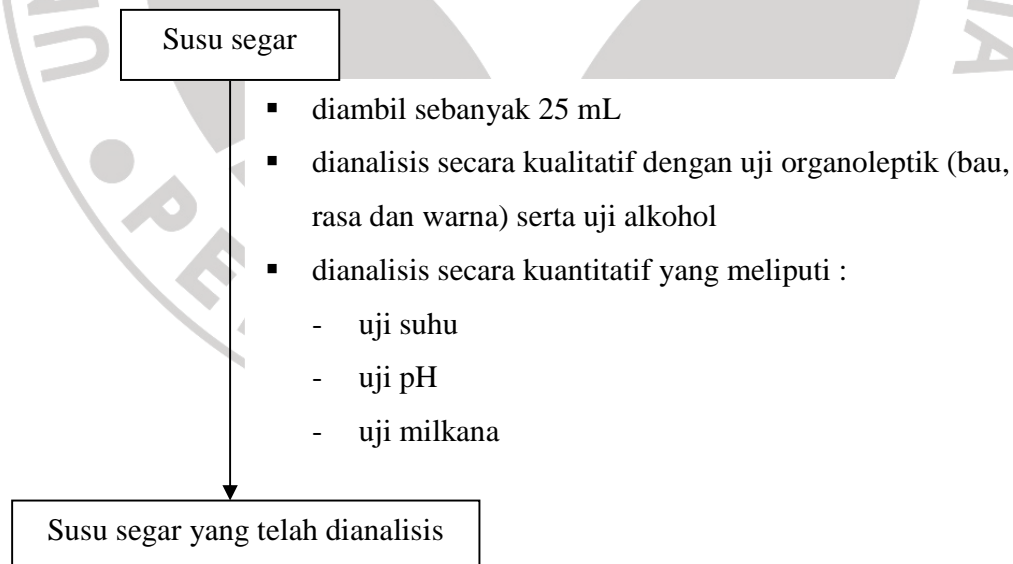 Susu segar
▪ diambil sebanyak 25 mL
▪ dianalisis secara kualitatif dengan uji organoleptik (bau,
rasa dan warna) serta uji alkohol
▪ dianalisis secara kuantitatif yang meliputi :
- uji suhu
- uji pH
- uji milkana
Susu segar yang telah dianalisis